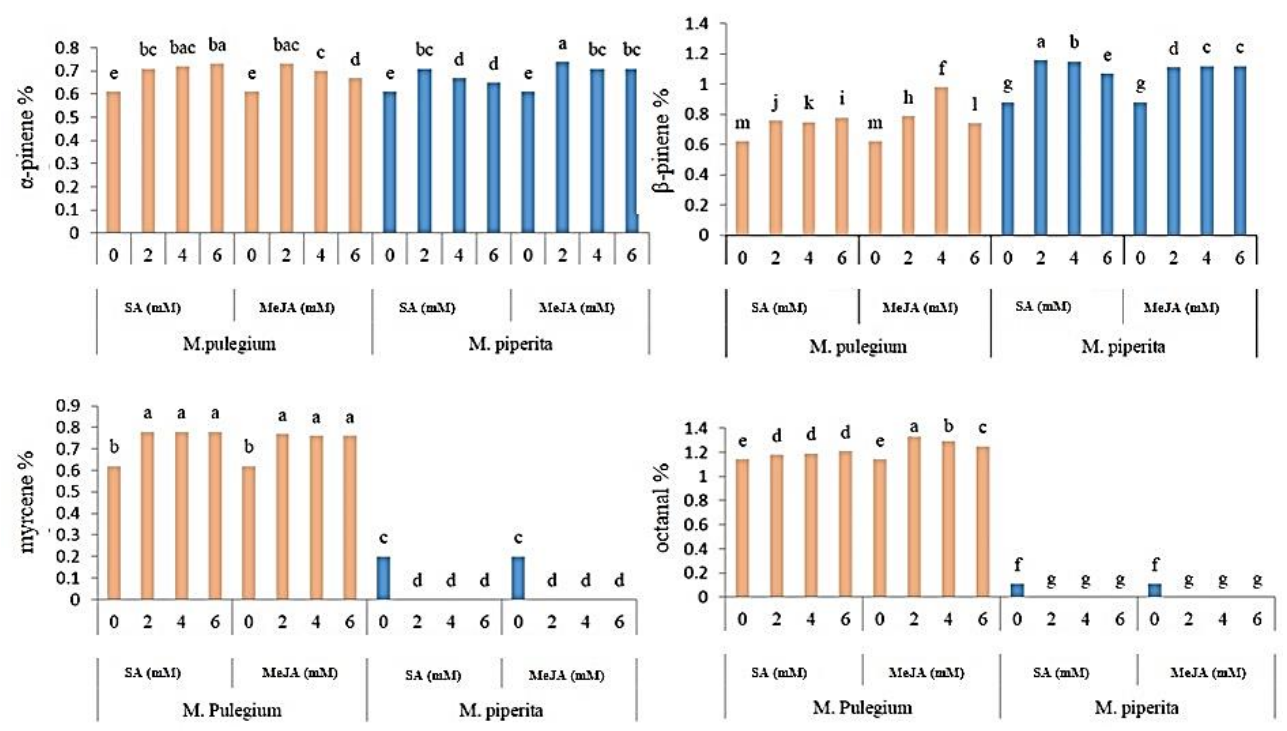 α-pinene %
0.8
0.7
0.6
0.5
0.4
0.3
0.2
0.1
0
e bc bac ba e bac c d e bc d d e a bc bc
0 2 4 6 0 2 4 6 0 2 4 6 0 2 4 6
SA (mM) MeJA (mM) SA (mM) MeJA (mM)
M.pulegium M. piperita
β-pinene %
1.4
1.2
1
0.8
0.6
0.4
0.2
0
m j k i m h f l g a b e g d c c
0 2 4 6 0 2 4 6 0 2 4 6 0 2 4 6
SA (mM) MeJA (mM) SA (mM) MeJA (mM)
M. pulegium M. piperita
myrcene %
0.9
0.8
0.7
0.6
0.5
0.4
0.3
0.2
0.1
0
b a a a b a a a c d d d c d d d
0 2 4 6 0 2 4 6 0 2 4 6 0 2 4 6
SA (mM) MeJA (mM) SA (mM) MeJA (mM)
M. Pulegium M. piperita
octanal %
1.4
1.2
1
0.8
0.6
0.4
0.2
0
e d d d e a b c f g g g f g g g
0 2 4 6 0 2 4 6 0 2 4 6 0 2 4 6
SA (mM) MeJA (mM) SA (mM) MeJA (mM)
M. Pulegium M. piperita